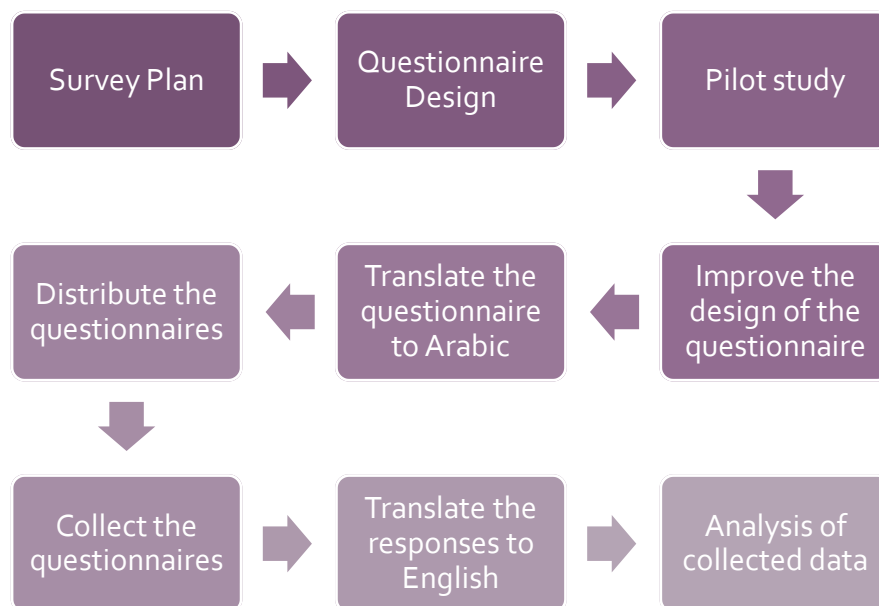 Survey Plan
Questionnaire
Design
Pilot study
Improve the
design of the
questionnaire
Translate the
questionnaire
to Arabic
Distribute the
questionnaires
Collect the
questionnaires
Translate the
responses to
English
Analysis of
collected data